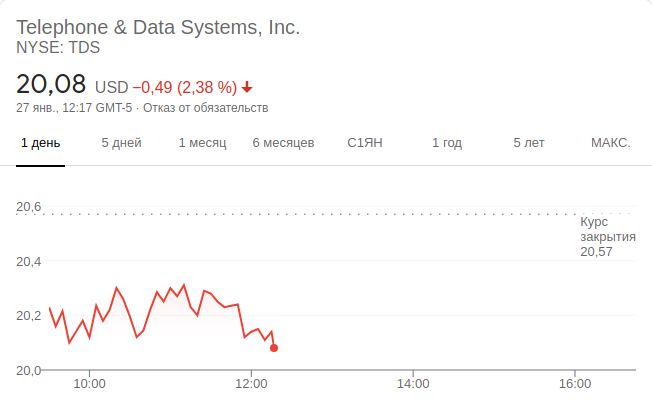 Telephone & Data Systems, Inc.
NYSE: TDS
20,08 USD −0,49 (2,38 %)
27 янв., 12:17 GMT-5 · Отказ от обязательств
1 день 5 дней 1 месяц 6 месяцев С1ЯН 1 год 5 лет МАКС.
20,6
Курс
закрытия
20,57
20,4
20,2
20,0
10:00 12:00 14:00 16:00